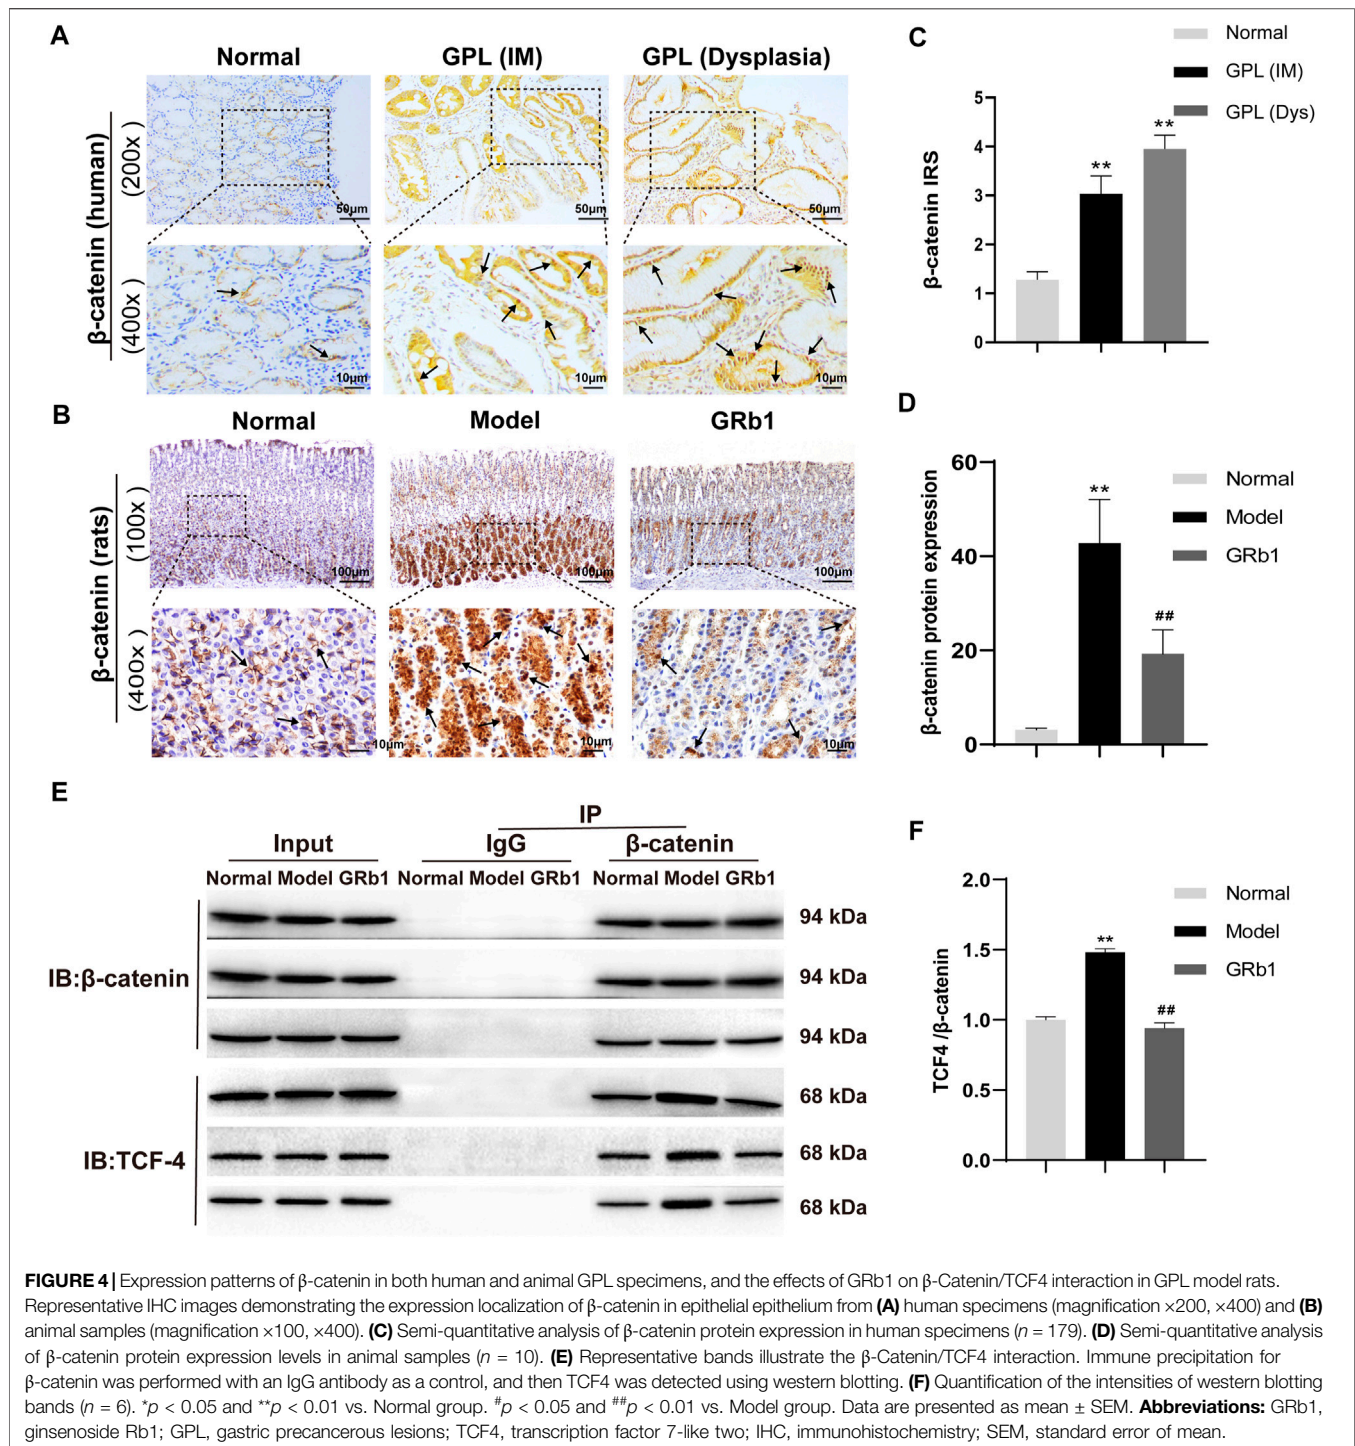 A
Normal
GPL (IM)
GPL (Dysplasia)
β-catenin (human)
(200x )
(400x)
50μm
50μm
50μm
10μm
10μm
10μm
B
Normal
Model
GRb1
β-catenin (rats)
(100x )
(400x )
100μm
100μm
100μm
10μm
10μm
10μm
C
Normal
GPL (IM)
GPL (Dys)
β-catenin IRS
5
4
3
2
1
0
**
**
D
Normal
Model
GRb1
β-catenin protein expression
60
40
20
0
**
##
E
IP
Input
IgG
β-catenin
Normal Model GRb1 Normal Model GRb1 Normal Model GRb1
IB:β-catenin
94 kDa
94 kDa
94 kDa
IB:TCF-4
68 kDa
68 kDa
68 kDa
F
Normal
Model
GRb1
TCF4 /β-catenin
2.0
1.5
1.0
0.5
0.0
**
##
FIGURE 4 | Expression patterns of β-catenin in both human and animal GPL specimens, and the effects of GRb1 on β-Catenin/TCF4 interaction in GPL model rats.
Representative IHC images demonstrating the expression localization of β-catenin in epithelial epithelium from (A) human specimens (magnification ×200, ×400) and (B)
animal samples (magnification ×100, ×400). (C) Semi-quantitative analysis of β-catenin protein expression in human specimens (n = 179). (D) Semi-quantitative analysis
of β-catenin protein expression levels in animal samples (n = 10). (E) Representative bands illustrate the β-Catenin/TCF4 interaction. Immune precipitation for
β-catenin was performed with an IgG antibody as a control, and then TCF4 was detected using western blotting. (F) Quantification of the intensities of western blotting
bands (n = 6). *p < 0.05 and **p < 0.01 vs. Normal group. #p < 0.05 and ##p < 0.01 vs. Model group. Data are presented as mean ± SEM. Abbreviations: GRb1,
ginsenoside Rb1; GPL, gastric precancerous lesions; TCF4, transcription factor 7-like two; IHC, immunohistochemistry; SEM, standard error of mean.